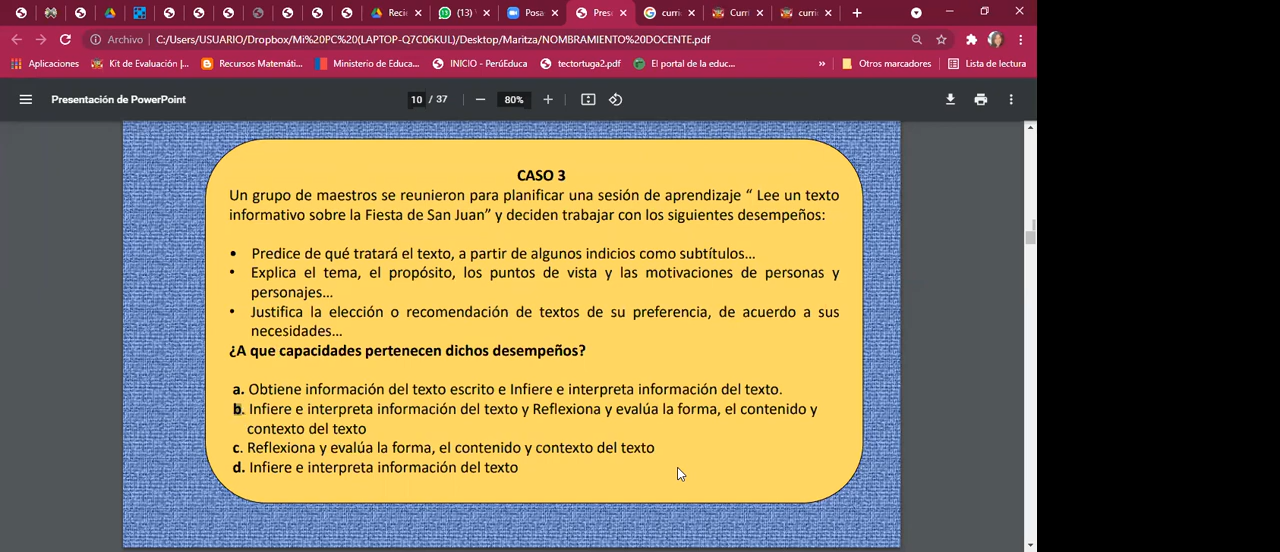 Recie
(13)
Posa
Pres
curric
Curri
curric
Archivo
C:/Users/USUARIO/Dropbox/Mi%20PC%20(LAPTOP-Q7C06KUL)/Desktop/Maritza/NOMBRAMIENTO%20DOCENTE.pdf
Aplicaciones
Kit de Evaluación |...
Recursos Matemáti...
Ministerio de Educa...
INICIO - PerúEduca
tectortuga2.pdf
El portal de la educ...
»
Otros marcadores
Lista de lectura
Presentación de PowerPoint
10 / 37
80%
CASO 3
Un grupo de maestros se reunieron para planificar una sesión de aprendizaje “ Lee un texto
informativo sobre la Fiesta de San Juan” y deciden trabajar con los siguientes desempeños:
• Predice de qué tratará el texto, a partir de algunos indicios como subtítulos...
• Explica el tema, el propósito, los puntos de vista y las motivaciones de personas y
personajes...
• Justifica la elección o recomendación de textos de su preferencia, de acuerdo a sus
necesidades...
¿A que capacidades pertenecen dichos desempeños?
a. Obtiene información del texto escrito e Infiere e interpreta información del texto.
b. Infiere e interpreta información del texto y Reflexiona y evalúa la forma, el contenido y
contexto del texto
c. Reflexiona y evalúa la forma, el contenido y contexto del texto
d. Infiere e interpreta información del texto